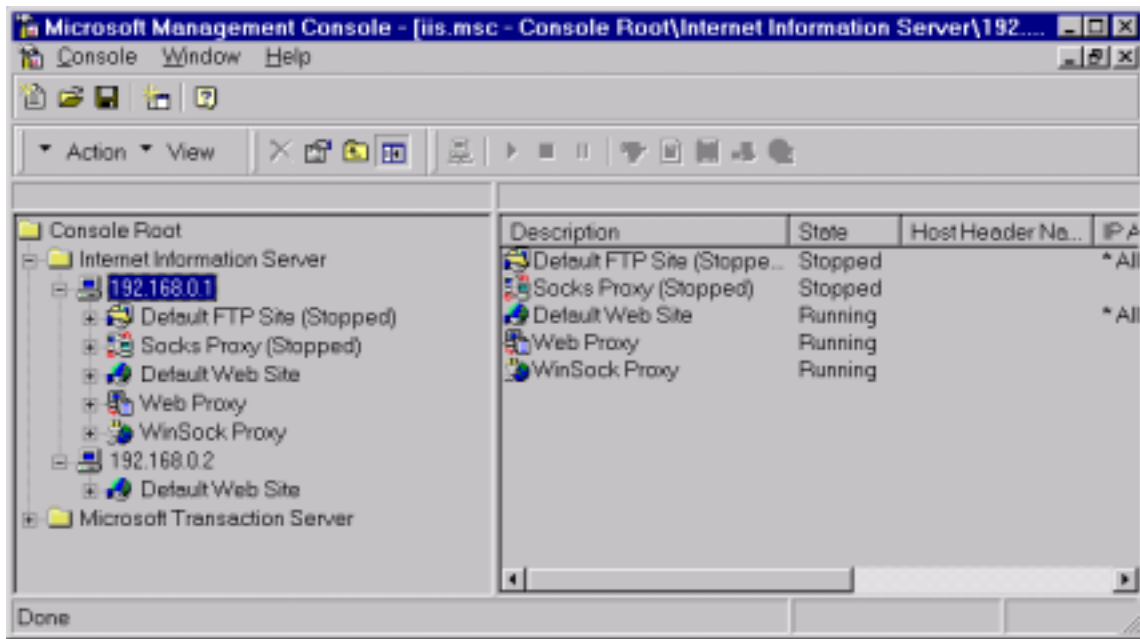 Microsoft Management Console - [iis.msc - Console Root\Internet Information Server\192....
Console Window Help
Action View
Console Root
Internet Information Server
192.168.0.1
Default FTP Site (Stopped)
Socks Proxy (Stopped)
Default Web Site
Web Proxy
WinSock Proxy
192.168.0.2
Default Web Site
Microsoft Transaction Server
Description State Host Header Na... IP A
Default FTP Site (Stoppe... Stopped * All
Socks Proxy (Stopped) Stopped
Default Web Site Running * All
Web Proxy Running
WinSock Proxy Running
Done